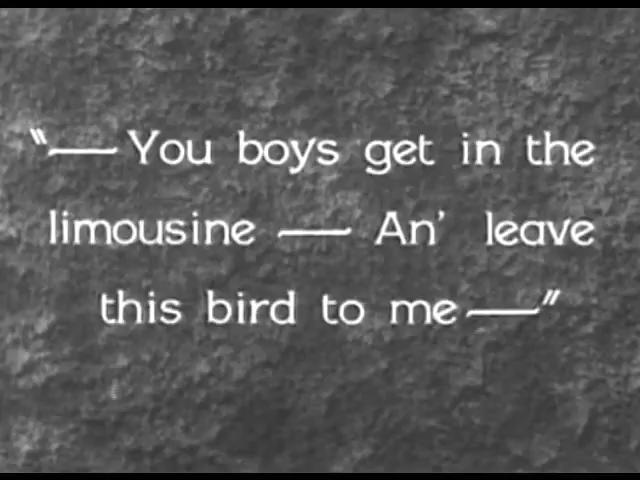 "— You boys get in the
limousine — An' leave
this bird to me —"